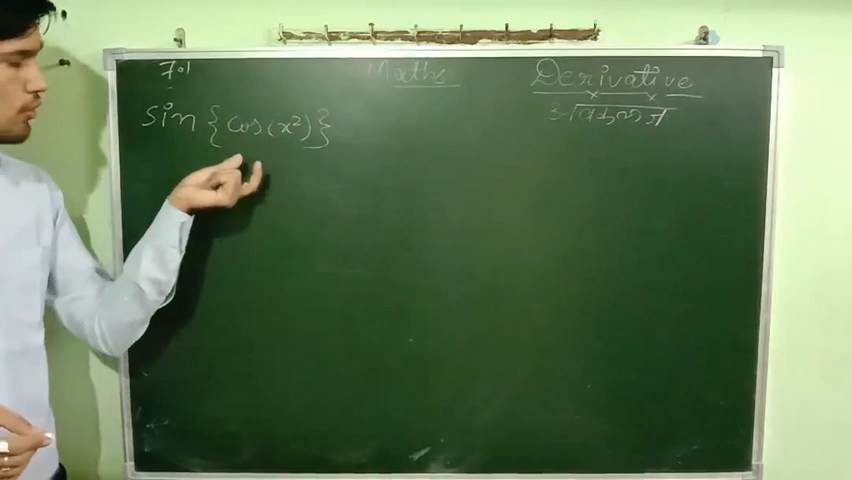 7.1 Maths Derivative
अवकलज
sin {cos(x²)}